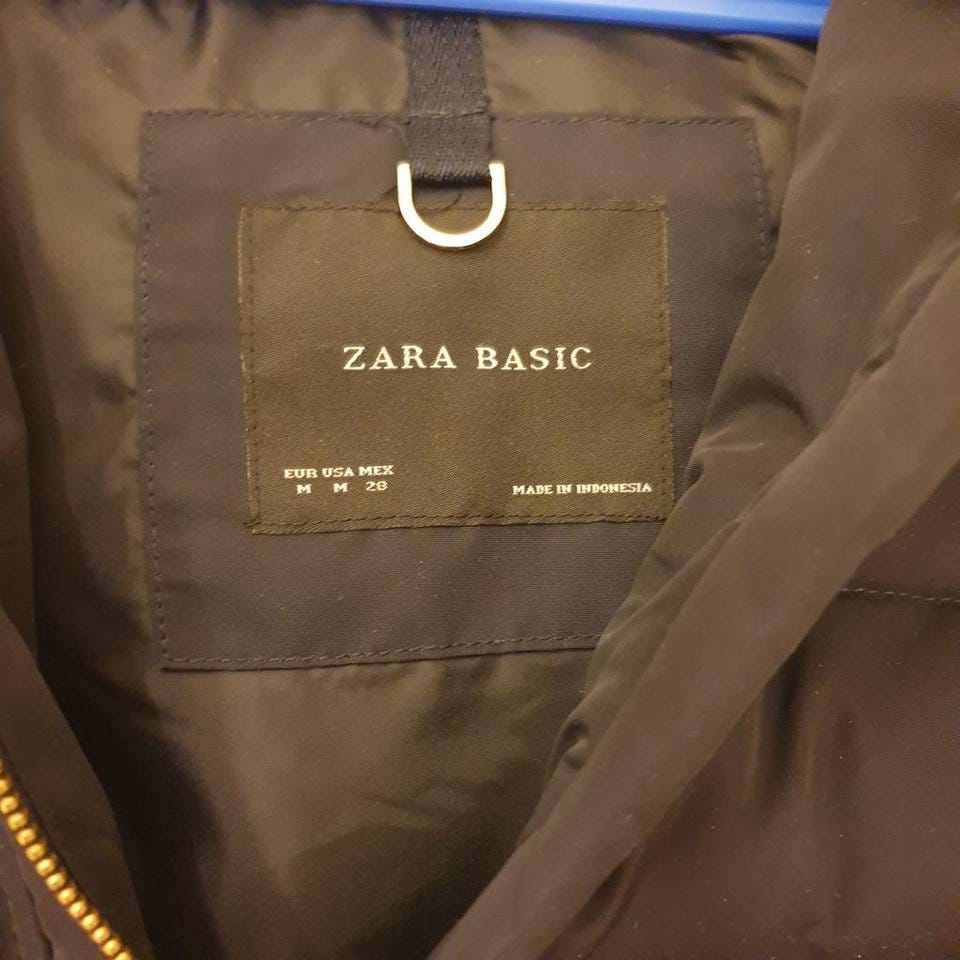 ZARA BASIC
EUR USA MEX
M M 28
MADE IN INDONESIA